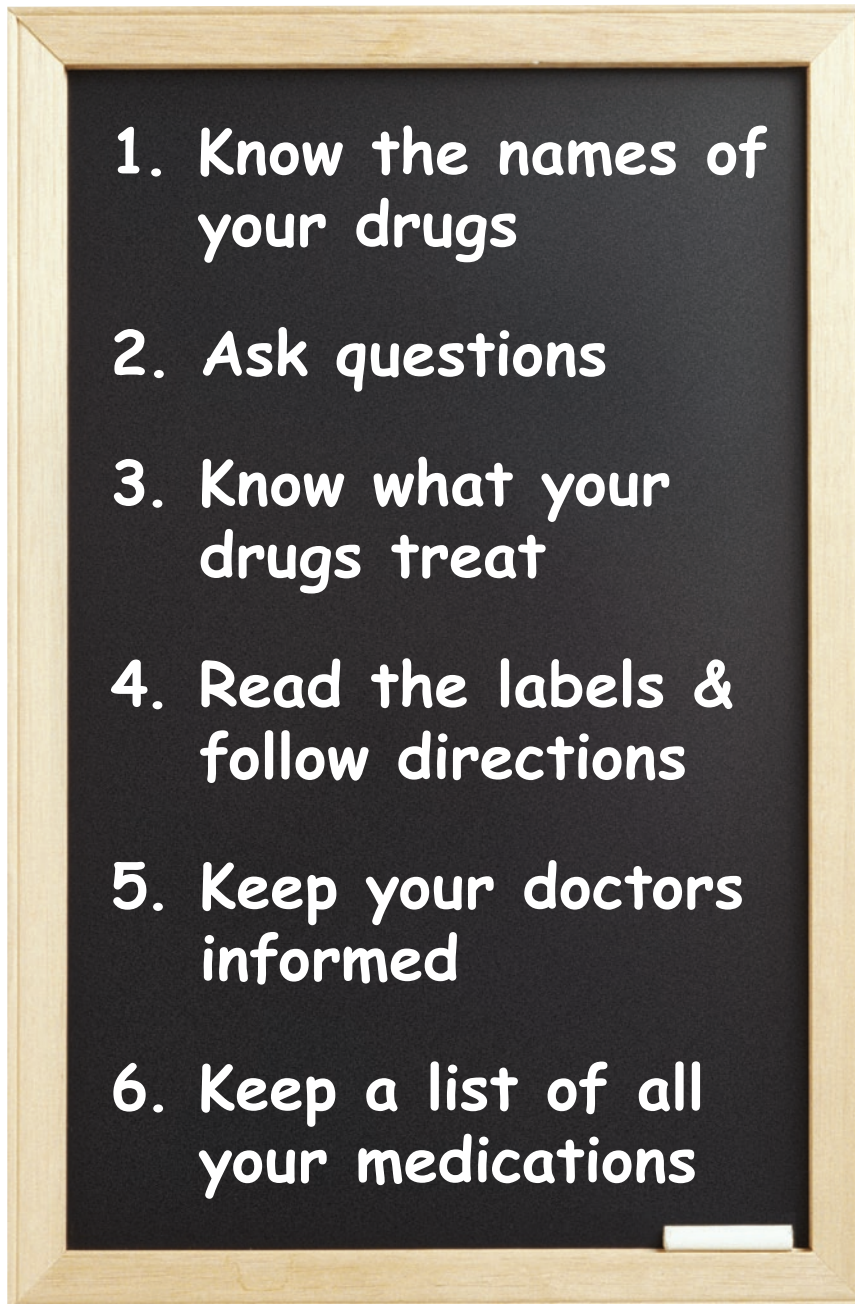 1. Know the names of
your drugs
2. Ask questions
3. Know what your
drugs treat
4. Read the labels &
follow directions
5. Keep your doctors
informed
6. Keep a list of all
your medications